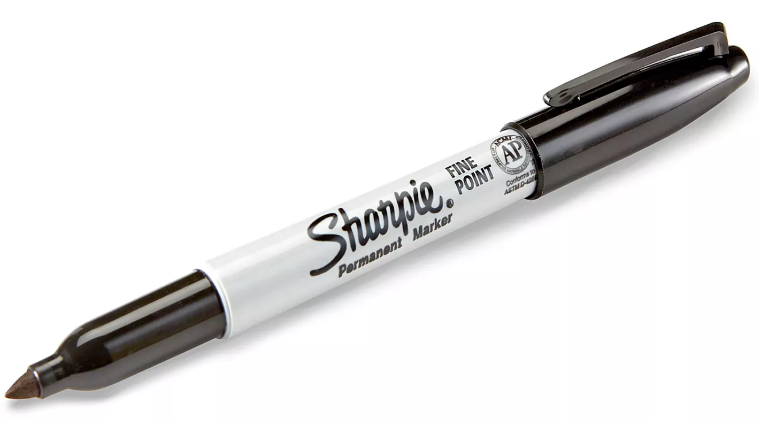 Sharpie®
Permanent Marker
FINE
POINT
AP
Conforms to